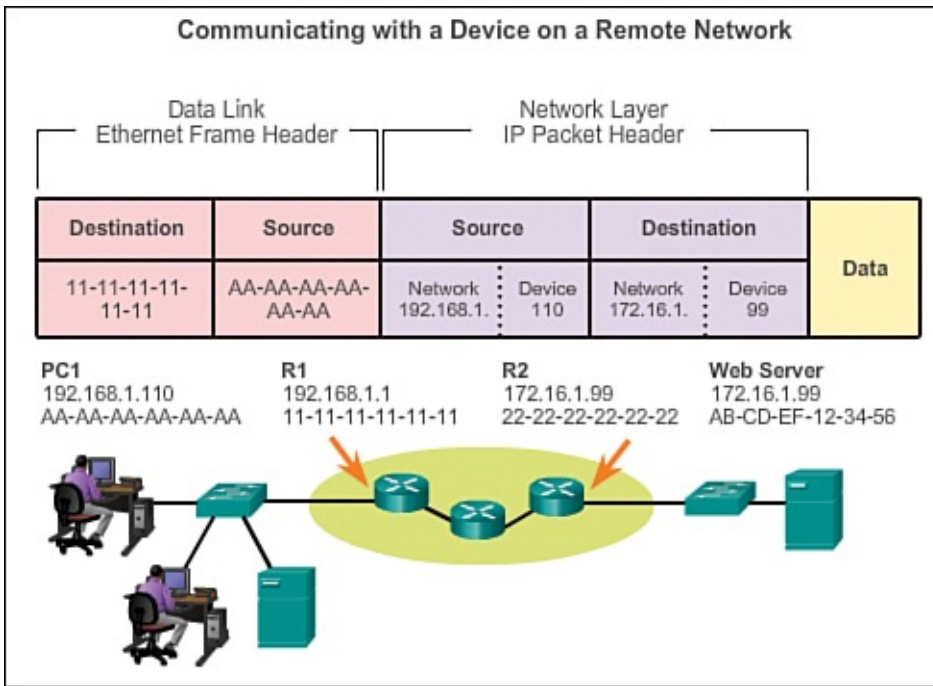 Communicating with a Device on a Remote Network
Data Link
Ethernet Frame Header
Network Layer
IP Packet Header
Destination
Source
Source
Destination
Data
11-11-11-11-
11-11
AA-AA-AA-AA-
AA-AA
Network
192.168.1.
Device
110
Network
172.16.1.
Device
99
PC1
192.168.1.110
AA-AA-AA-AA-AA-AA
R1
192.168.1.1
11-11-11-11-11-11
R2
172.16.1.99
22-22-22-22-22-22
Web Server
172.16.1.99
AB-CD-EF-12-34-56